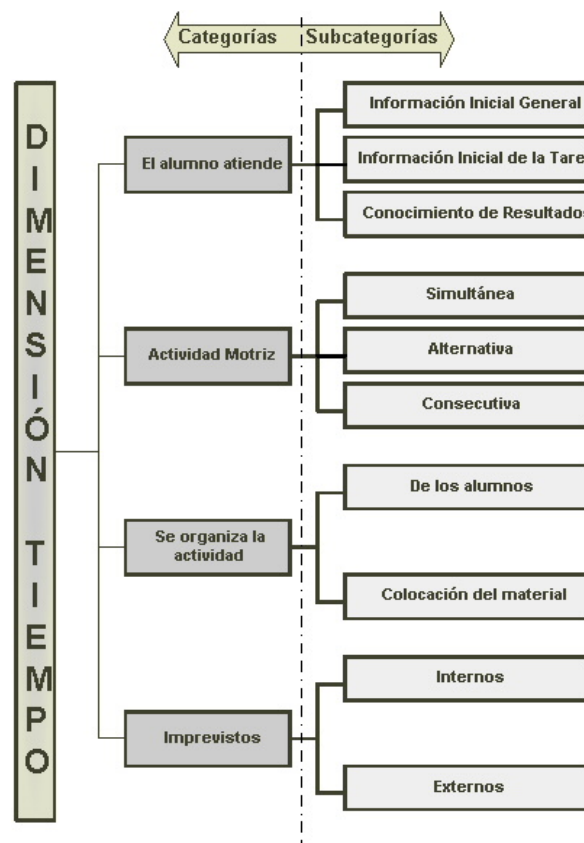 Categorías Subcategorías
DIMENSIÓN TIEMPO
El alumno atiende
Información Inicial General
Información Inicial de la Tare
Conocimiento de Resultados
Actividad Motriz
Simultánea
Alternativa
Consecutiva
Se organiza la
actividad
De los alumnos
Colocación del material
Imprevistos
Internos
Externos